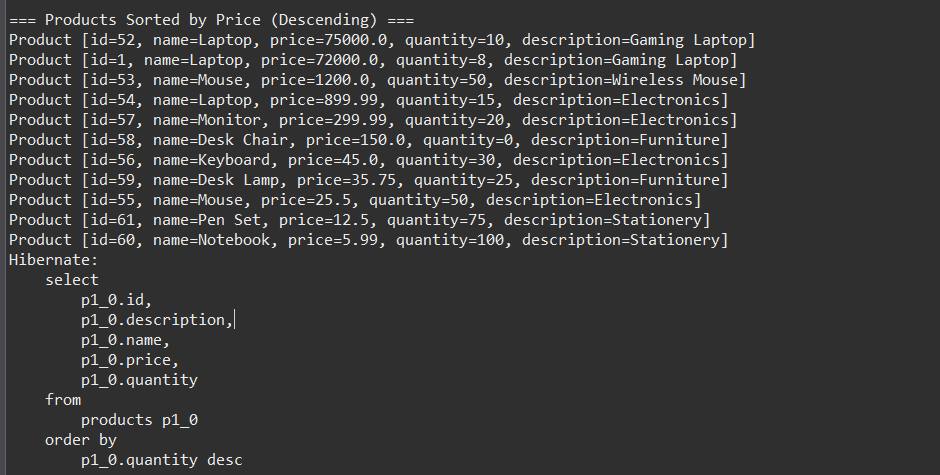 === Products Sorted by Price (Descending) ===
Product [id=52, name=Laptop, price=75000.0, quantity=10, description=Gaming Laptop]
Product [id=1, name=Laptop, price=72000.0, quantity=8, description=Gaming Laptop]
Product [id=53, name=Mouse, price=1200.0, quantity=50, description=Wireless Mouse]
Product [id=54, name=Laptop, price=899.99, quantity=15, description=Electronics]
Product [id=57, name=Monitor, price=299.99, quantity=20, description=Electronics]
Product [id=58, name=Desk Chair, price=150.0, quantity=0, description=Furniture]
Product [id=56, name=Keyboard, price=45.0, quantity=30, description=Electronics]
Product [id=59, name=Desk Lamp, price=35.75, quantity=25, description=Furniture]
Product [id=55, name=Mouse, price=25.5, quantity=50, description=Electronics]
Product [id=61, name=Pen Set, price=12.5, quantity=75, description=Stationery]
Product [id=60, name=Notebook, price=5.99, quantity=100, description=Stationery]
Hibernate:
    select
        p1_0.id,
        p1_0.description,
        p1_0.name,
        p1_0.price,
        p1_0.quantity
    from
        products p1_0
    order by
        p1_0.quantity desc